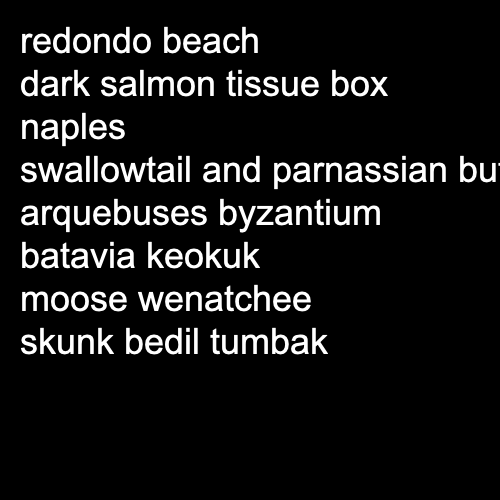 redondo beach
dark salmon tissue box
naples
swallowtail and parnassian
arquebuses byzantium
batavia keokuk
moose wenatchee
skunk bedil tumbak